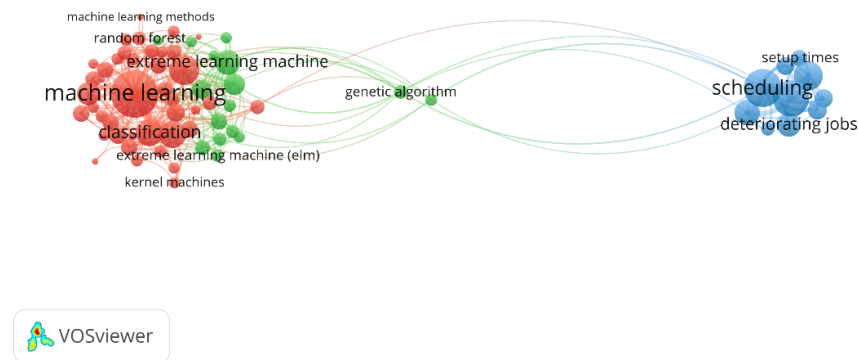 machine learning methods
random forest
extreme learning machine
machine learning
classification
extreme learning machine (elm)
kernel machines
genetic algorithm
setup times
scheduling
deteriorating jobs
VOSviewer